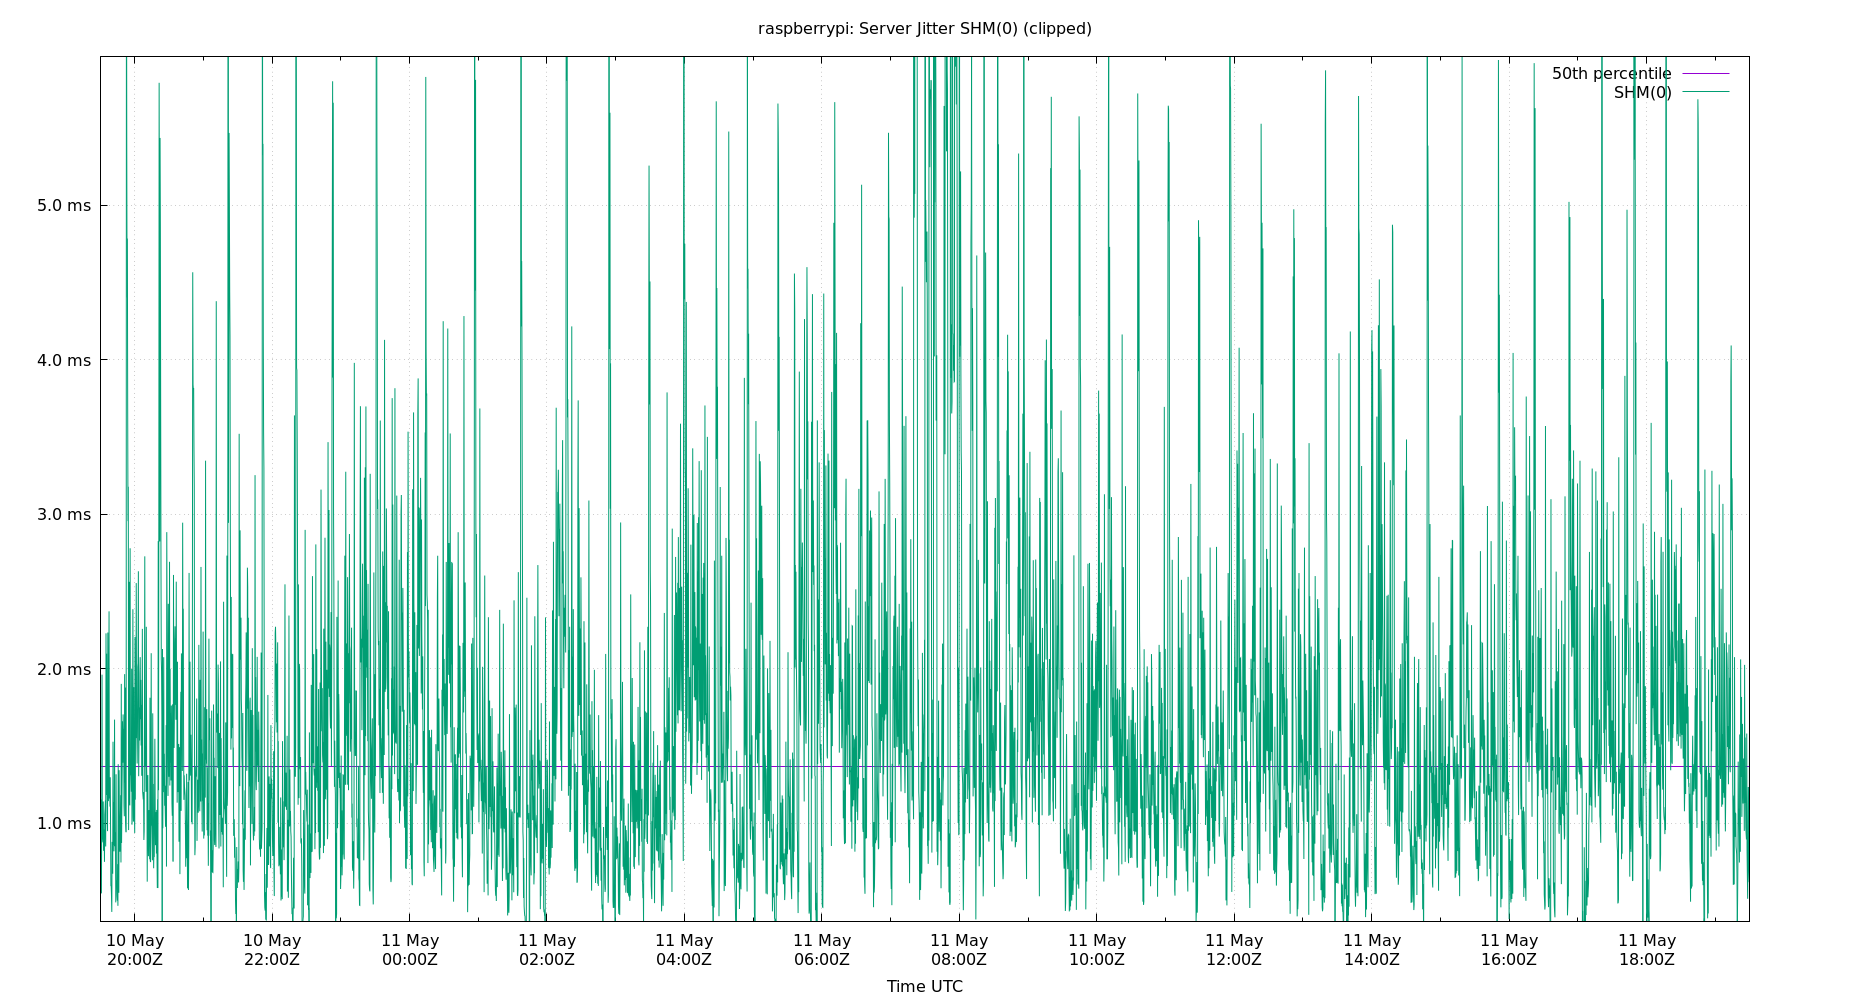 raspberrypi: Server Jitter SHM(0) (clipped)
50th percentile
SHM(0)
5.0 ms
4.0 ms
3.0 ms
2.0 ms
1.0 ms
10 May 10 May 11 May 11 May 11 May 11 May 11 May 11 May 11 May 11 May 11 May 11 May
20:00Z 22:00Z 00:00Z 02:00Z 04:00Z 06:00Z 08:00Z 10:00Z 12:00Z 14:00Z 16:00Z 18:00Z
Time UTC